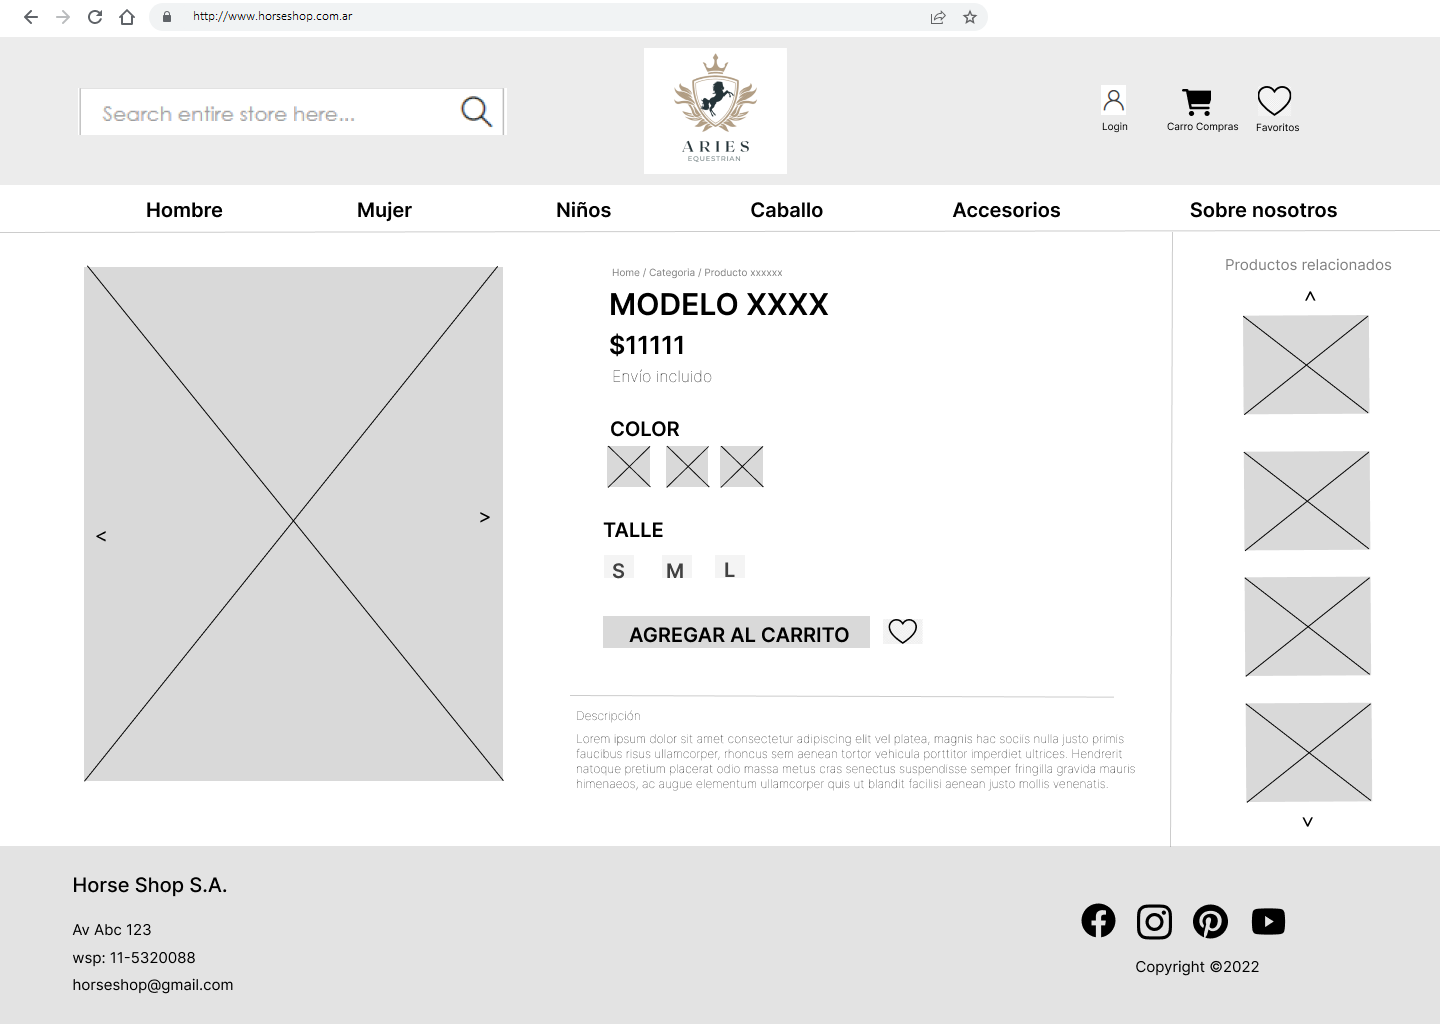 http://www.horseshop.com.ar
Search entire store here...
ARIES
EQUESTRIAN
Login
Carro Compras
Favoritos
Hombre
Mujer
Niños
Caballo
Accesorios
Sobre nosotros
Home / Categoria / Producto xxxxxx
MODELO XXXX
$11111
Envío incluido
COLOR
TALLE
S
M
L
AGREGAR AL CARRITO
Descripción
Lorem ipsum dolor sit amet consectetur adipiscing elit vel platea, magnis hac sociis nulla justo primis
faucibus risus ullamcorper, rhoncus sem aenean tortor vehicula porttitor imperdiet ultrices. Hendrerit
natoque pretium placerat odio massa metus cras senectus suspendisse semper fringilla gravida mauris
himenaeos, ac augue elementum ullamcorper quis ut blandit facilisi aenean justo mollis venenatis.
<
>
Productos relacionados
^
v
Horse Shop S.A.
Av Abc 123
wsp: 11-5320088
horseshop@gmail.com
Copyright ©2022